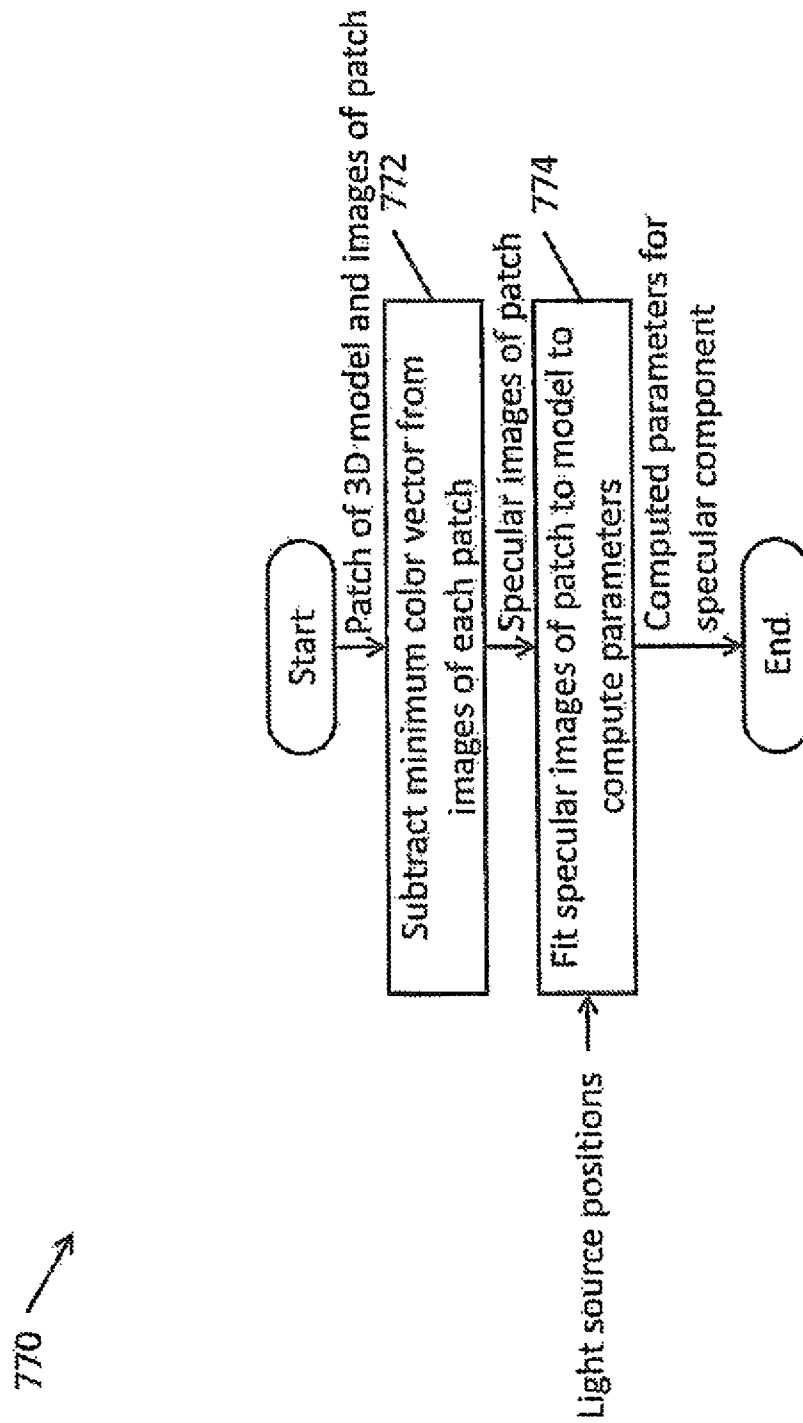 770
Start
Patch of 3D model and images of patch
772
Subtract minimum color vector from
images of each patch
Specular images of patch
774
Fit specular images of patch to model to
compute parameters
Light source positions
Computed parameters for
specular component
End